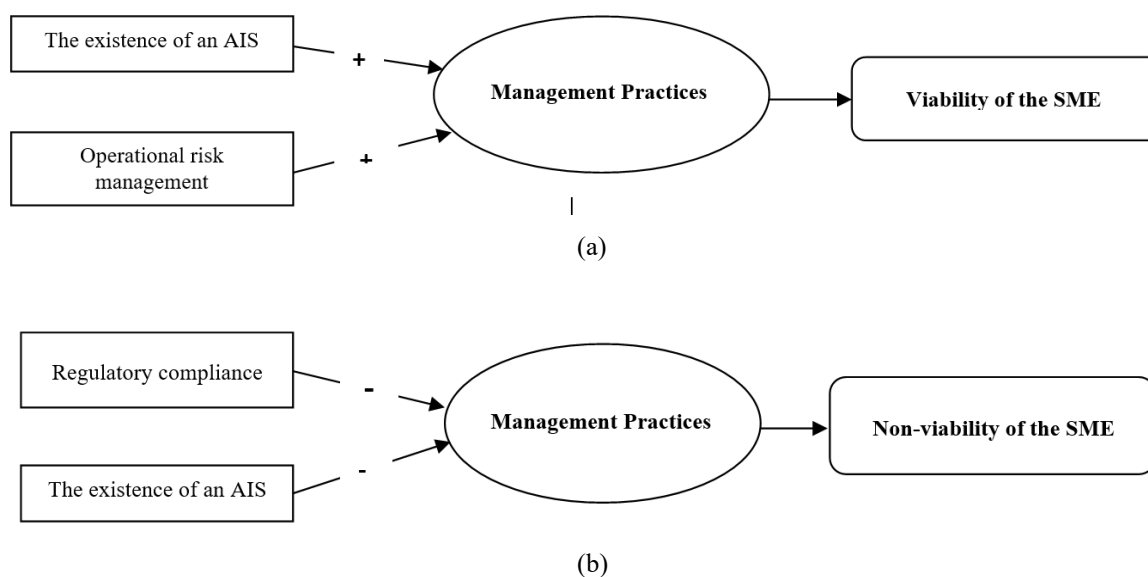 The existence of an AIS
+
Management Practices
Viability of the SME
Operational risk
management
+
(a)
Regulatory compliance
-
Management Practices
Non-viability of the SME
The existence of an AIS
-
(b)